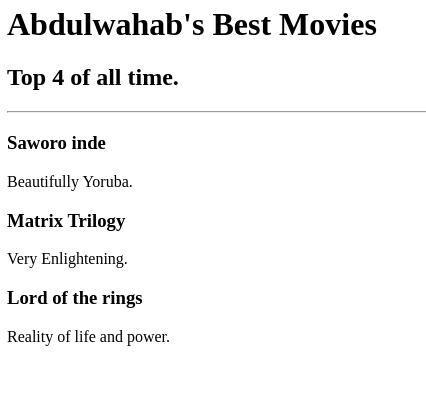 Abdulwahab's Best Movies
Top 4 of all time.
Saworo inde
Beautifully Yoruba.
Matrix Trilogy
Very Enlightening.
Lord of the rings
Reality of life and power.